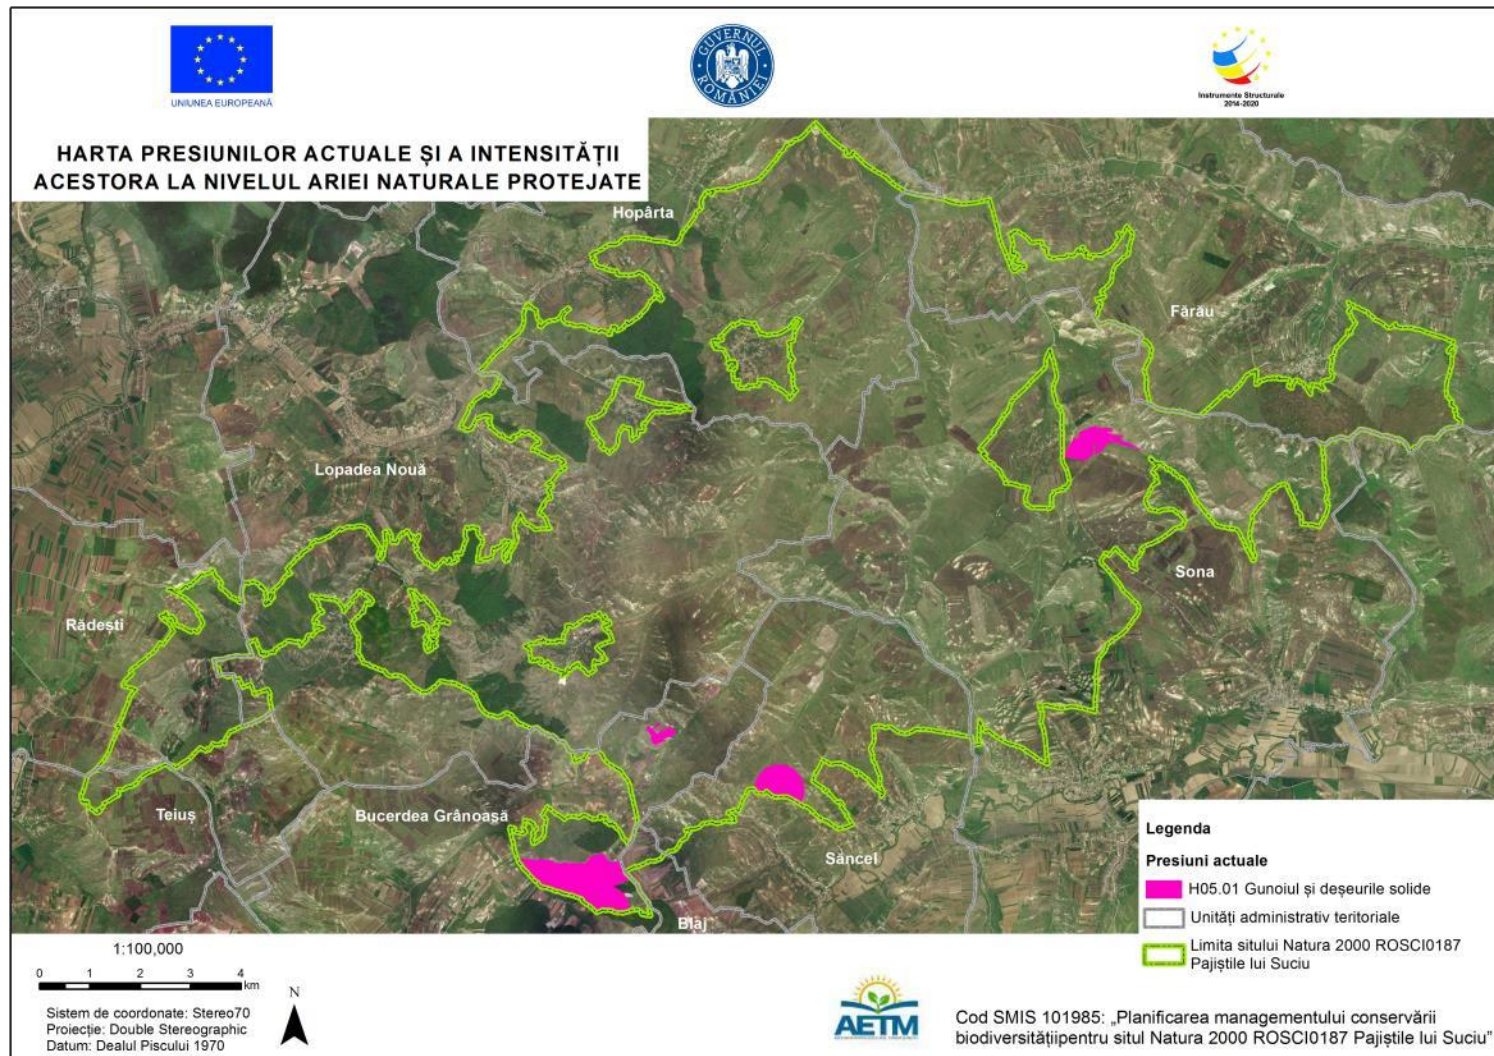 UNIUNEA EUROPEANĂ
GUVERNUL ROMÂNIEI
Instrumente Structurale
2014-2020
HARTA PRESIUNILOR ACTUALE ȘI A INTENSITĂȚII
ACESTORA LA NIVELUL ARIEI NATURALE PROTEJATE
Hopârta
Fărău
Lopadea Nouă
Sona
Rădești
Teiuș
Bucerdea Grânoașă
Sâncel
Blaj
Legenda
Presiuni actuale
H05.01 Gunoiul și deșeurile solide
Unități administrativ teritoriale
Limita sitului Natura 2000 ROSCI0187
Pajiștile lui Suciu
1:100,000
0 1 2 3 4
km
N
Sistem de coordonate: Stereo70
Proiecție: Double Stereographic
Datum: Dealul Piscului 1970
AETM
Cod SMIS 101985: „Planificarea managementului conservării
biodiversitățiipentru situl Natura 2000 ROSCI0187 Pajiștile lui Suciu”